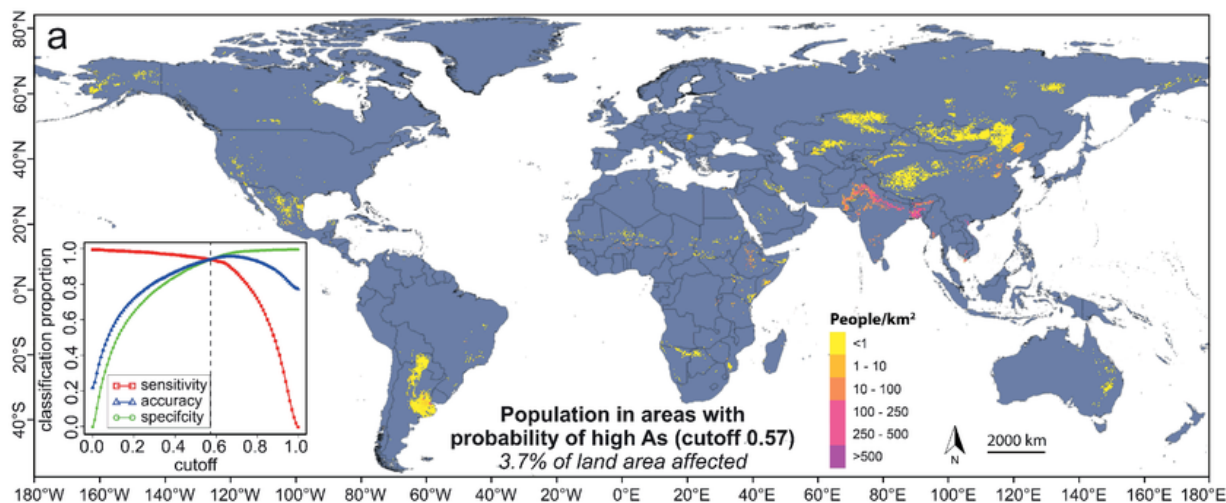 a
80°N
60°N
40°N
20°N
0°N
20°S
40°S
classification proportion
1.0
0.8
0.6
0.4
0.2
0.0
sensitivity
accuracy
specifcity
0.0 0.2 0.4 0.6 0.8 1.0
cutoff
Population in areas with
probability of high As (cutoff 0.57)
3.7% of land area affected
People/km²
<1
1 - 10
10 - 100
100 - 250
250 - 500
>500
N
2000 km
180°W 160°W 140°W 120°W 100°W 80°W 60°W 40°W 20°W 0°E 20°E 40°E 60°E 80°E 100°E 120°E 140°E 160°E 180°E